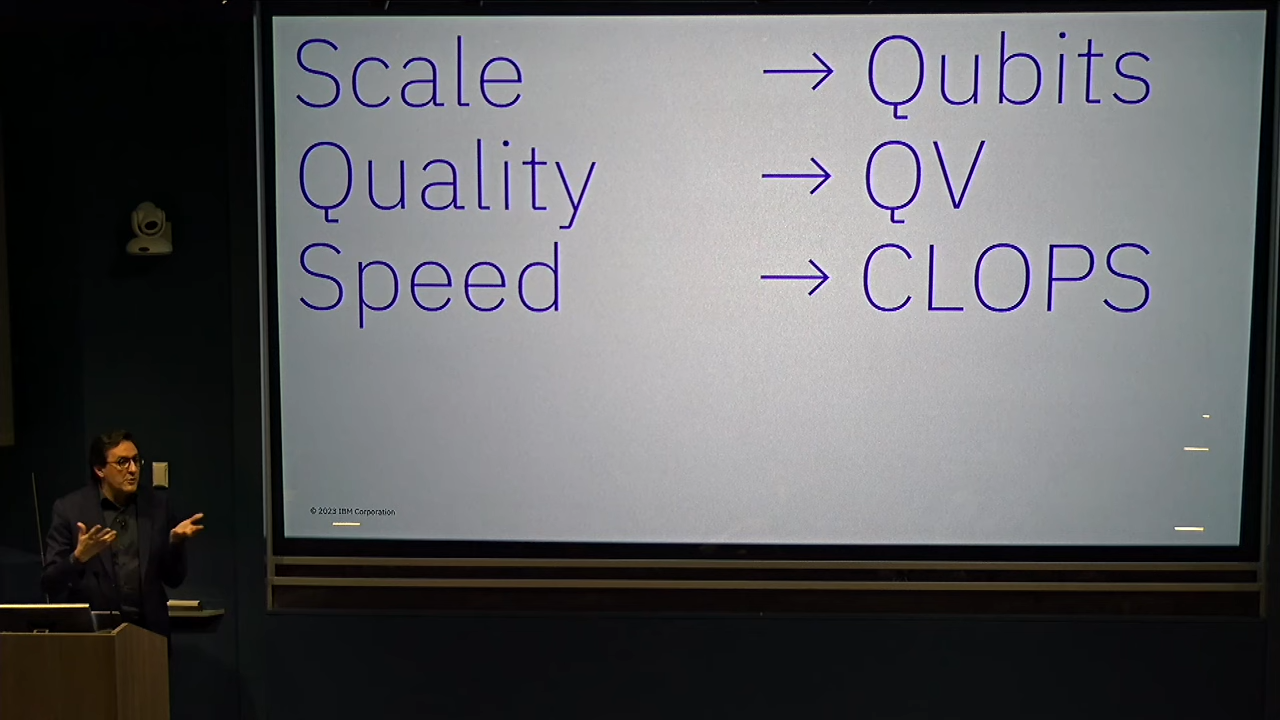 Scale → Qubits
Quality → QV
Speed → CLOPS
© 2023 IBM Corporation